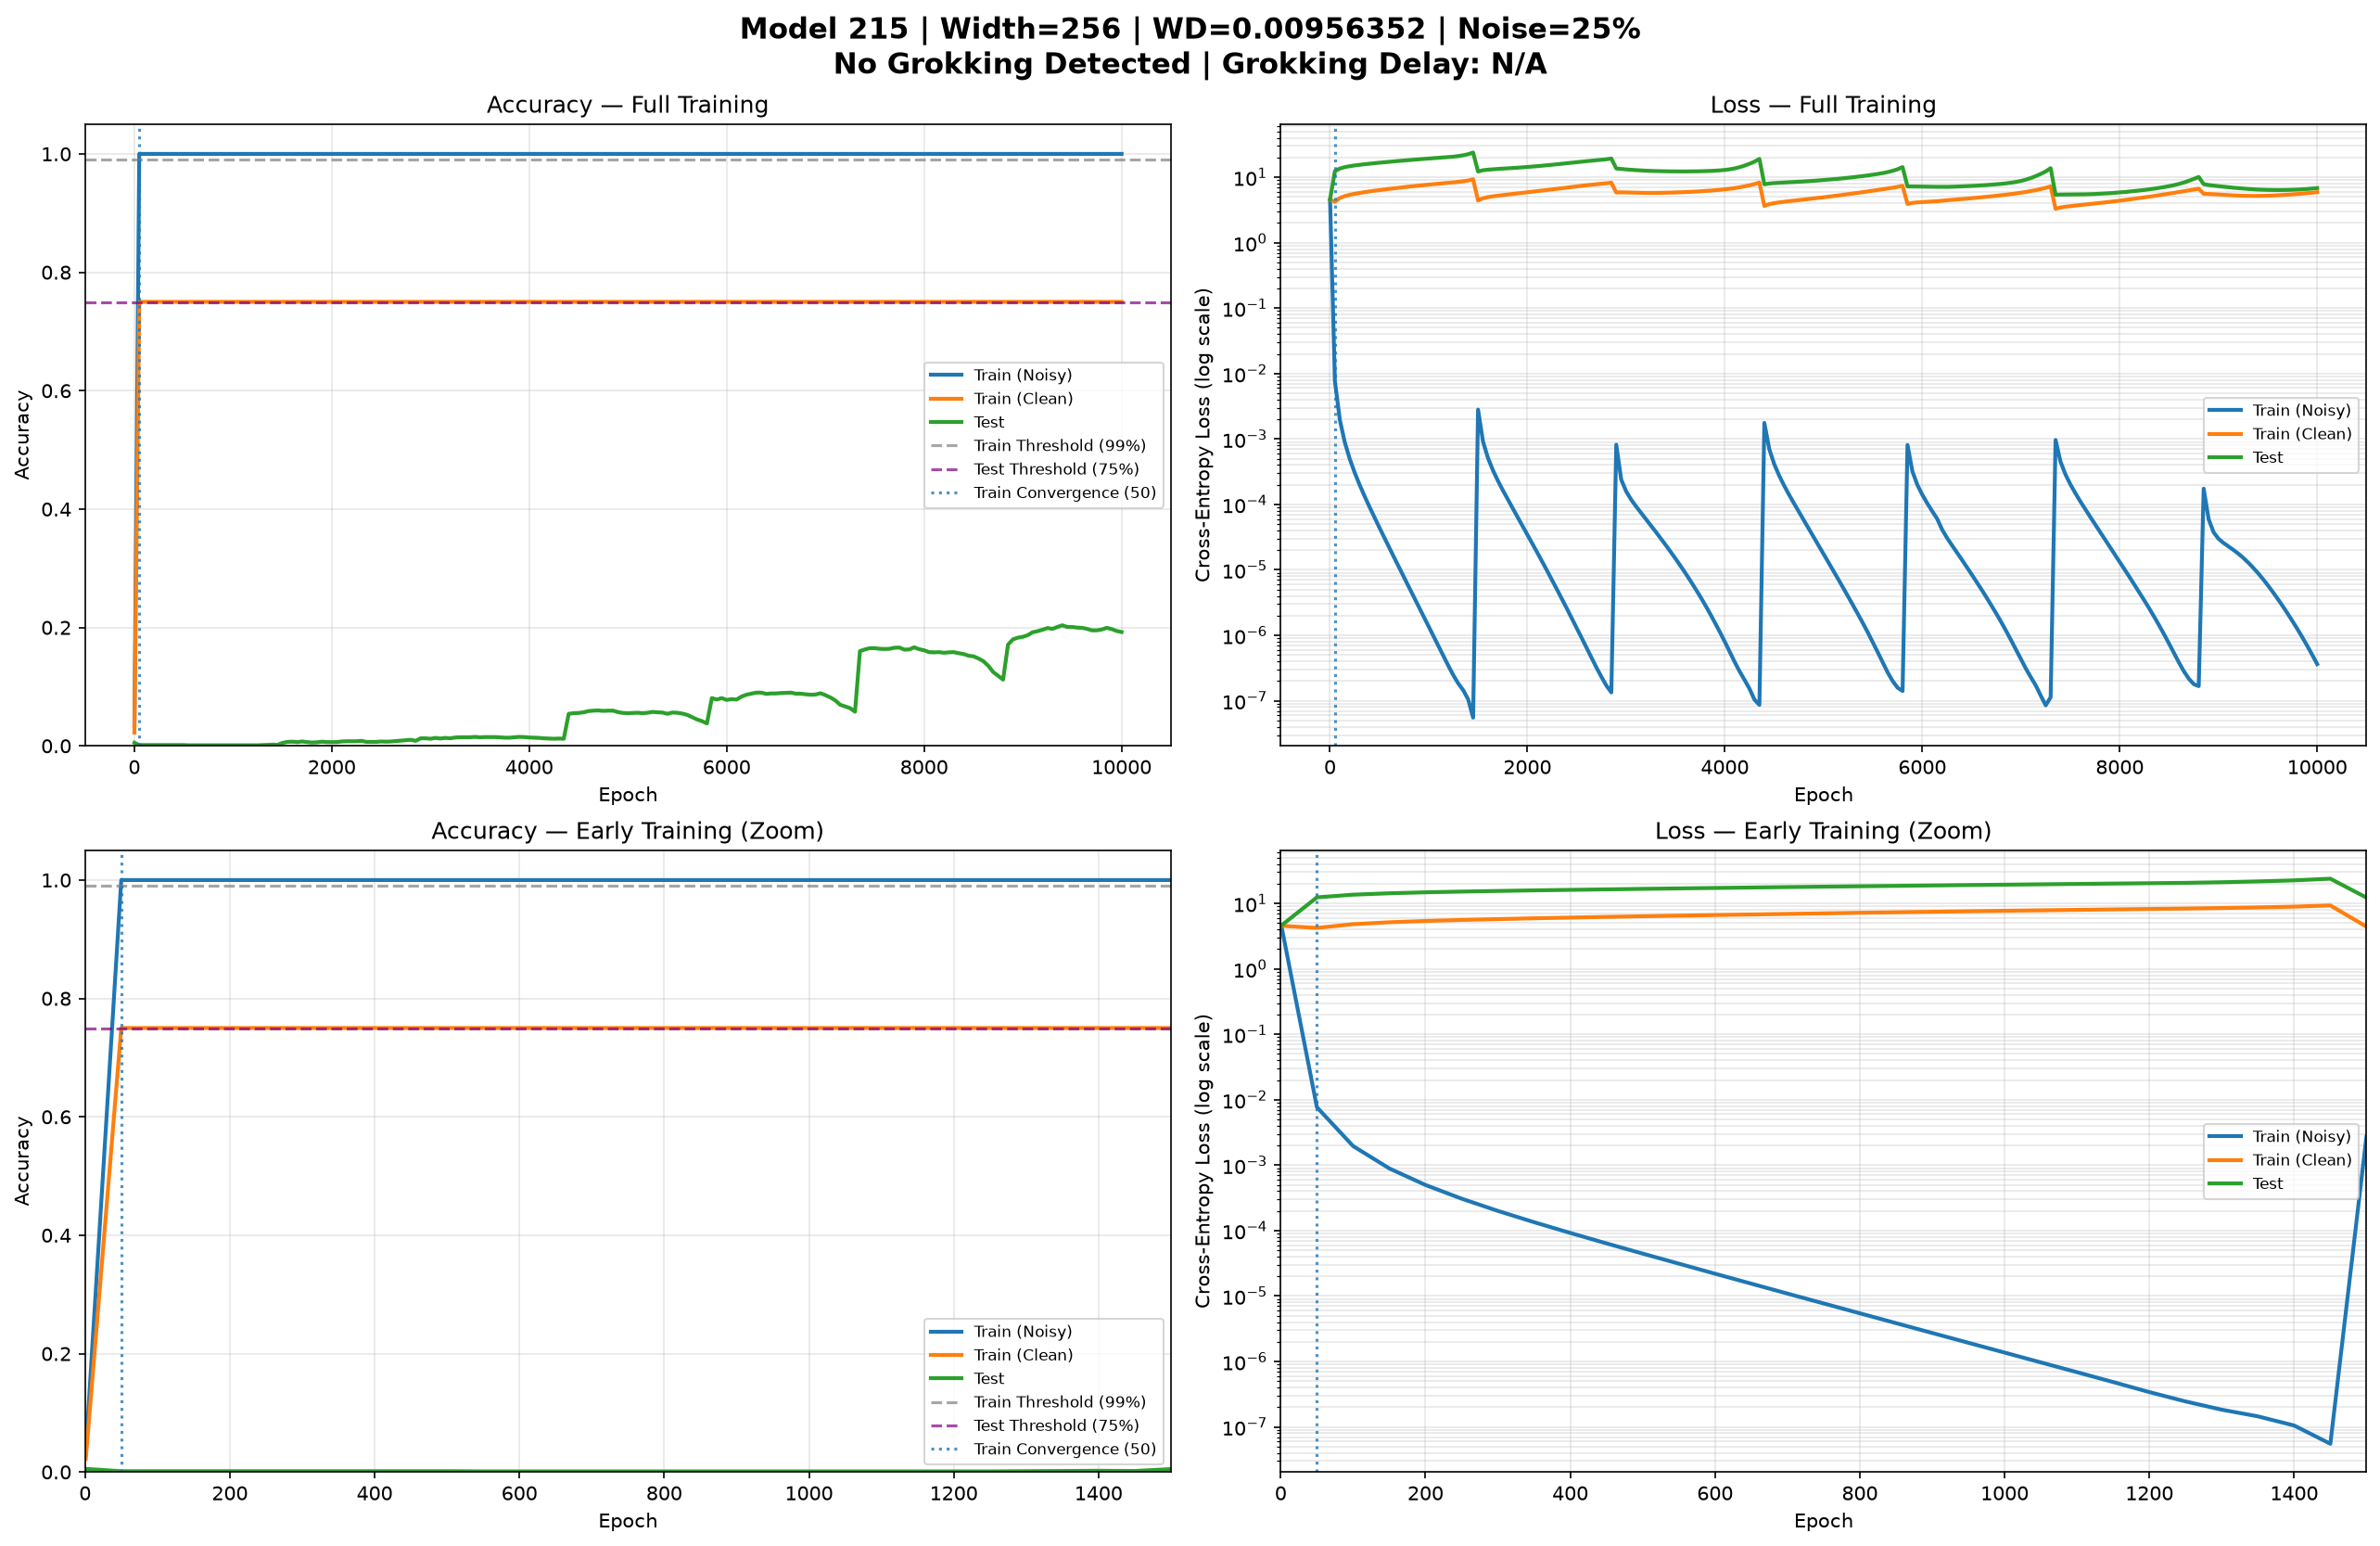 Model 215 | Width=256 | WD=0.00956352 | Noise=25%
No Grokking Detected | Grokking Delay: N/A
Accuracy — Full Training
Accuracy
1.0
0.8
0.6
0.4
0.2
0.0
0 2000 4000 6000 8000 10000
Epoch
Train (Noisy)
Train (Clean)
Test
Train Threshold (99%)
Test Threshold (75%)
Train Convergence (50)
Loss — Full Training
Cross-Entropy Loss (log scale)
10¹
10⁰
10⁻¹
10⁻²
10⁻³
10⁻⁴
10⁻⁵
10⁻⁶
10⁻⁷
0 2000 4000 6000 8000 10000
Epoch
Train (Noisy)
Train (Clean)
Test
Accuracy — Early Training (Zoom)
Accuracy
1.0
0.8
0.6
0.4
0.2
0.0
0 200 400 600 800 1000 1200 1400
Epoch
Train (Noisy)
Train (Clean)
Test
Train Threshold (99%)
Test Threshold (75%)
Train Convergence (50)
Loss — Early Training (Zoom)
Cross-Entropy Loss (log scale)
10¹
10⁰
10⁻¹
10⁻²
10⁻³
10⁻⁴
10⁻⁵
10⁻⁶
10⁻⁷
0 200 400 600 800 1000 1200 1400
Epoch
Train (Noisy)
Train (Clean)
Test